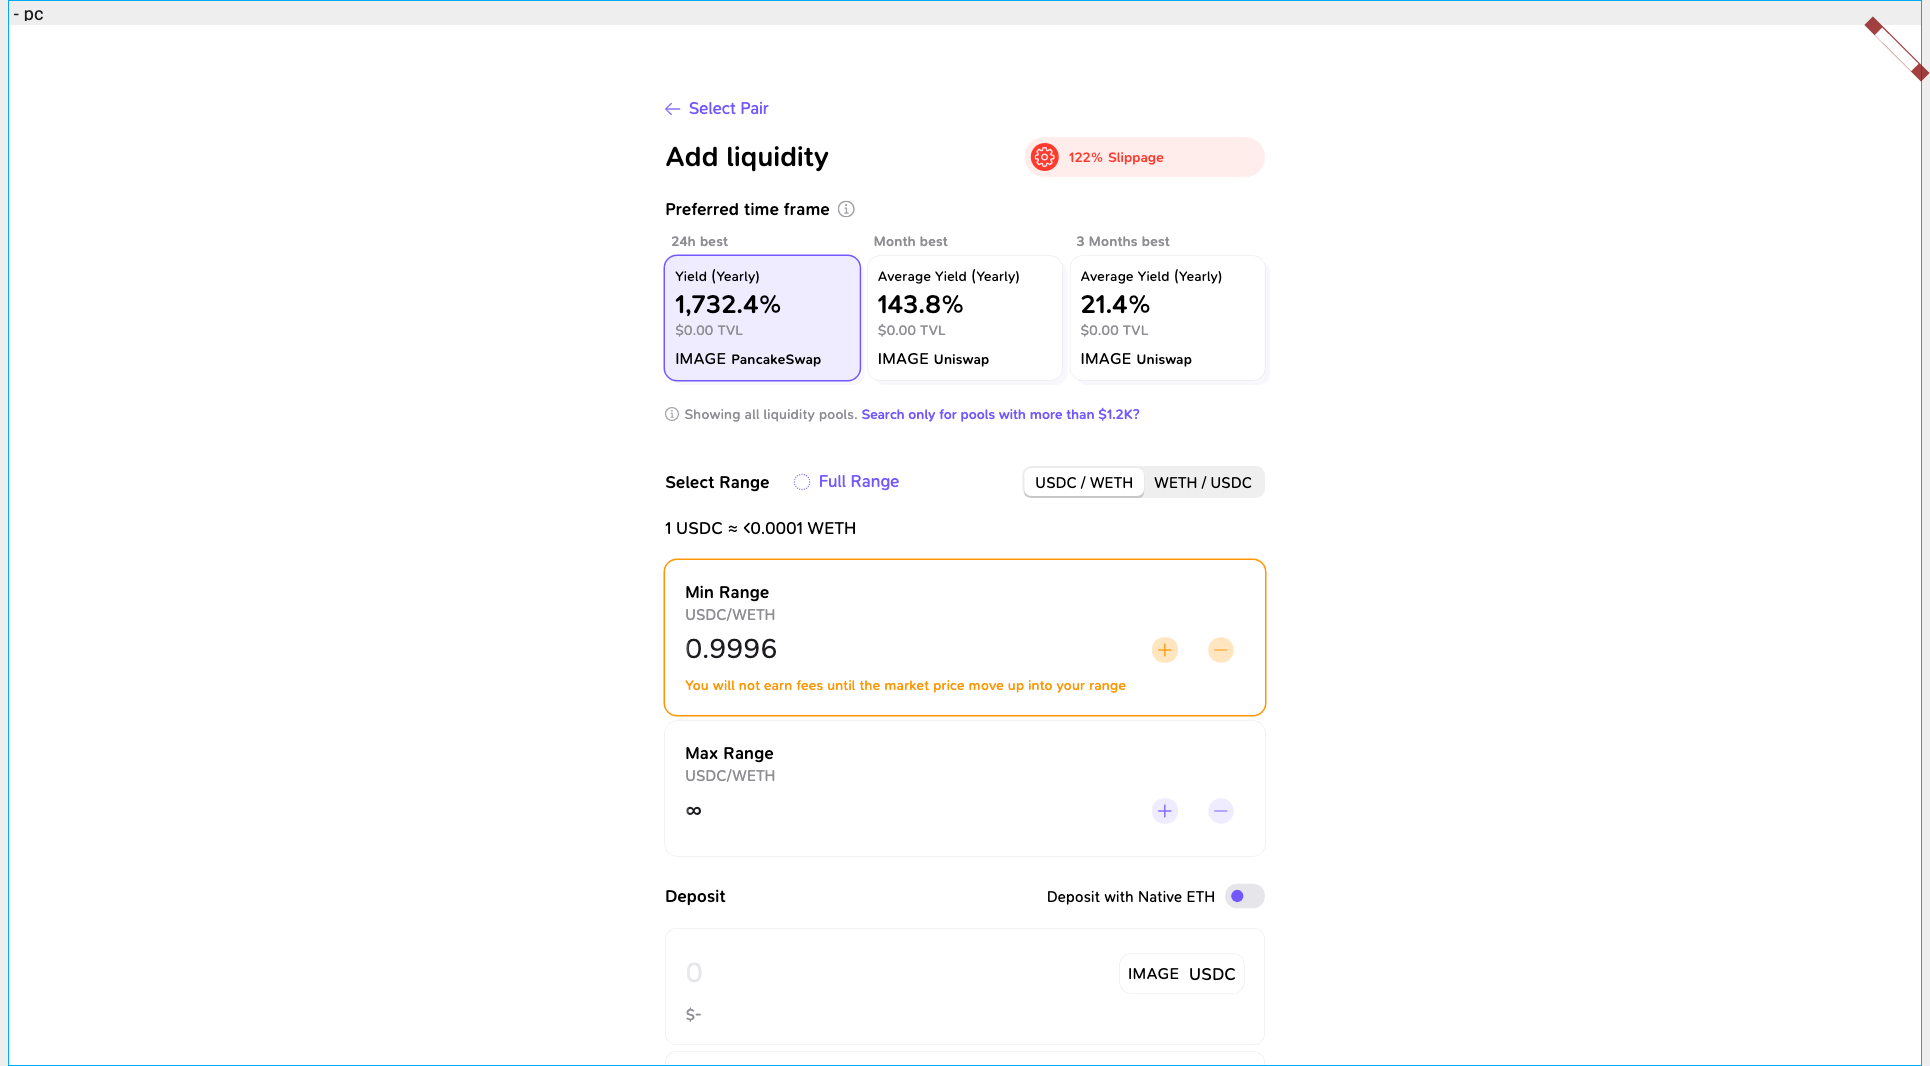 - pc
Select Pair
Add liquidity
122% Slippage
Preferred time frame
24h best
Yield (Yearly)
1,732.4%
$0.00 TVL
IMAGE PancakeSwap
Month best
Average Yield (Yearly)
143.8%
$0.00 TVL
IMAGE Uniswap
3 Months best
Average Yield (Yearly)
21.4%
$0.00 TVL
IMAGE Uniswap
Showing all liquidity pools. Search only for pools with more than $1.2K?
Select Range
Full Range
USDC / WETH
WETH / USDC
1 USDC ≈ <0.0001 WETH
Min Range
USDC/WETH
0.9996
You will not earn fees until the market price move up into your range
Max Range
USDC/WETH
∞
Deposit
Deposit with Native ETH
0
IMAGE USDC
$-